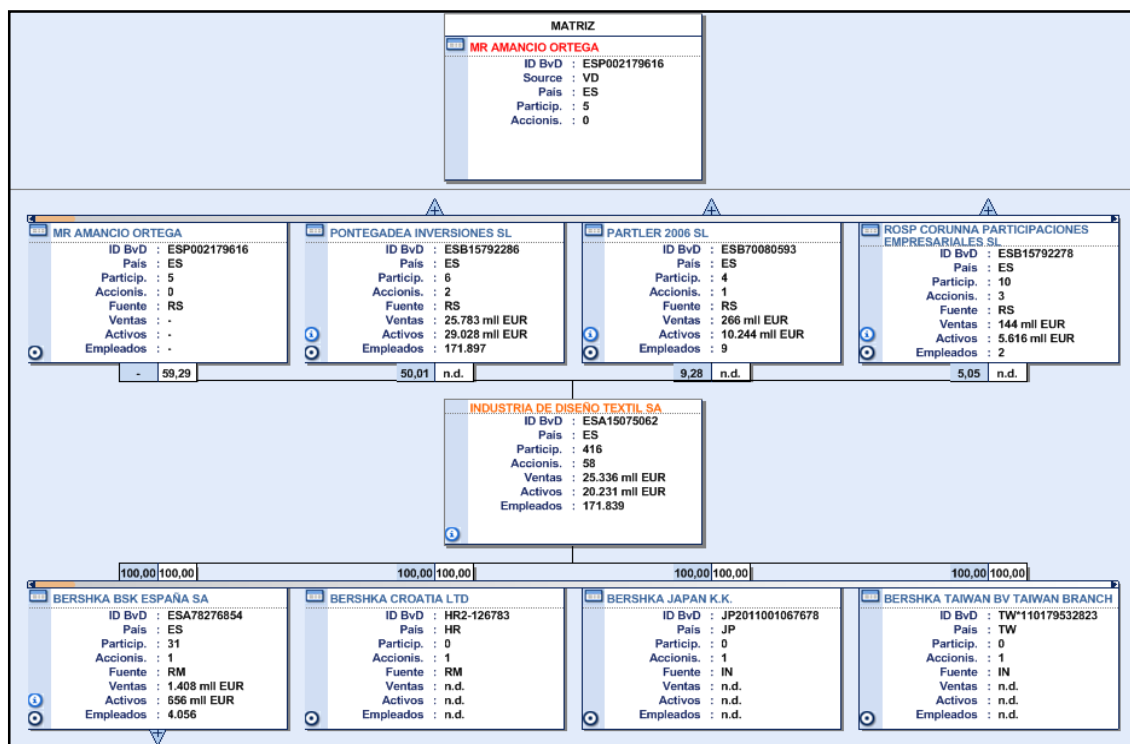 MATRIZ
MR AMANCIO ORTEGA
ID BvD : ESP002179616
Source : VD
País : ES
Particip. : 5
Accionis. : 0
MR AMANCIO ORTEGA
ID BvD : ESP002179616
País : ES
Particip. : 5
Accionis. : 0
Fuente : RS
Ventas : -
Activos : -
Empleados : -
- 59,29
PONTEGADEA INVERSIONES SL
ID BvD : ESB15792286
País : ES
Particip. : 6
Accionis. : 2
Fuente : RS
Ventas : 25.783 mll EUR
Activos : 29.028 mll EUR
Empleados : 171.897
50,01 n.d.
PARTLER 2006 SL
ID BvD : ESB70080593
País : ES
Particip. : 4
Accionis. : 1
Fuente : RS
Ventas : 266 mll EUR
Activos : 10.244 mll EUR
Empleados : 9
9,28 n.d.
ROSP CORUNNA PARTICIPACIONES
EMPRESARIALES SL
ID BvD : ESB15792278
País : ES
Particip. : 10
Accionis. : 3
Fuente : RS
Ventas : 144 mll EUR
Activos : 5.616 mll EUR
Empleados : 2
5,05 n.d.
INDUSTRIA DE DISEÑO TEXTIL SA
ID BvD : ESA15075062
País : ES
Particip. : 416
Accionis. : 58
Ventas : 25.336 mll EUR
Activos : 20.231 mll EUR
Empleados : 171.839
100,00 100,00
BERSHKA BSK ESPAÑA SA
ID BvD : ESA78276854
País : ES
Particip. : 31
Accionis. : 1
Fuente : RM
Ventas : 1.408 mll EUR
Activos : 656 mll EUR
Empleados : 4.056
100,00 100,00
BERSHKA CROATIA LTD
ID BvD : HR2-126783
País : HR
Particip. : 0
Accionis. : 1
Fuente : RM
Ventas : n.d.
Activos : n.d.
Empleados : n.d.
100,00 100,00
BERSHKA JAPAN K.K.
ID BvD : JP2011001067678
País : JP
Particip. : 0
Accionis. : 1
Fuente : IN
Ventas : n.d.
Activos : n.d.
Empleados : n.d.
100,00 100,00
BERSHKA TAIWAN BV TAIWAN BRANCH
ID BvD : TW*110179532823
País : TW
Particip. : 0
Accionis. : 1
Fuente : IN
Ventas : n.d.
Activos : n.d.
Empleados : n.d.